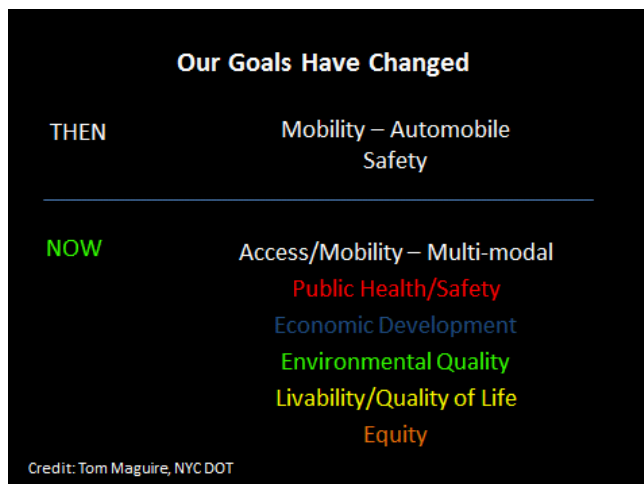 Our Goals Have Changed
THEN
Mobility – Automobile
Safety
NOW
Access/Mobility – Multi-modal
Public Health/Safety
Economic Development
Environmental Quality
Livability/Quality of Life
Equity
Credit: Tom Maguire, NYC DOT